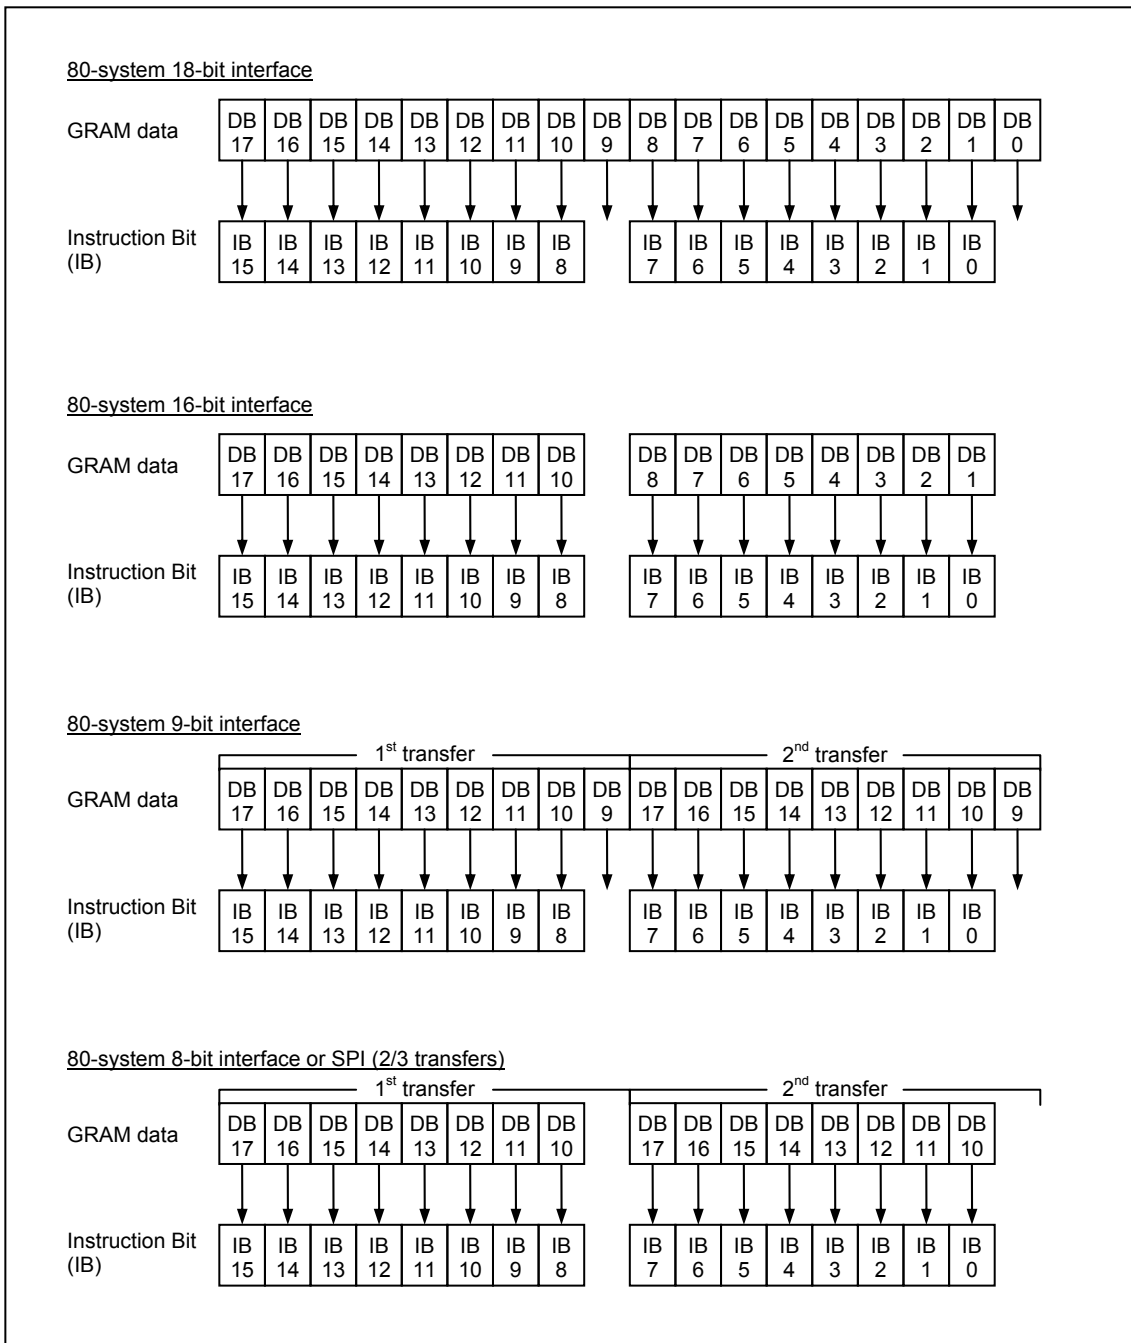 80-system 18-bit interface
GRAM data
DB 17 DB 16 DB 15 DB 14 DB 13 DB 12 DB 11 DB 10 DB 9 DB 8 DB 7 DB 6 DB 5 DB 4 DB 3 DB 2 DB 1 DB 0
Instruction Bit
(IB)
IB 15 IB 14 IB 13 IB 12 IB 11 IB 10 IB 9 IB 8 IB 7 IB 6 IB 5 IB 4 IB 3 IB 2 IB 1 IB 0
80-system 16-bit interface
GRAM data
DB 17 DB 16 DB 15 DB 14 DB 13 DB 12 DB 11 DB 10 DB 8 DB 7 DB 6 DB 5 DB 4 DB 3 DB 2 DB 1
Instruction Bit
(IB)
IB 15 IB 14 IB 13 IB 12 IB 11 IB 10 IB 9 IB 8 IB 7 IB 6 IB 5 IB 4 IB 3 IB 2 IB 1 IB 0
80-system 9-bit interface
1st transfer 2nd transfer
GRAM data
DB 17 DB 16 DB 15 DB 14 DB 13 DB 12 DB 11 DB 10 DB 9 DB 17 DB 16 DB 15 DB 14 DB 13 DB 12 DB 11 DB 10 DB 9
Instruction Bit
(IB)
IB 15 IB 14 IB 13 IB 12 IB 11 IB 10 IB 9 IB 8 IB 7 IB 6 IB 5 IB 4 IB 3 IB 2 IB 1 IB 0
80-system 8-bit interface or SPI (2/3 transfers)
1st transfer 2nd transfer
GRAM data
DB 17 DB 16 DB 15 DB 14 DB 13 DB 12 DB 11 DB 10 DB 17 DB 16 DB 15 DB 14 DB 13 DB 12 DB 11 DB 10
Instruction Bit
(IB)
IB 15 IB 14 IB 13 IB 12 IB 11 IB 10 IB 9 IB 8 IB 7 IB 6 IB 5 IB 4 IB 3 IB 2 IB 1 IB 0